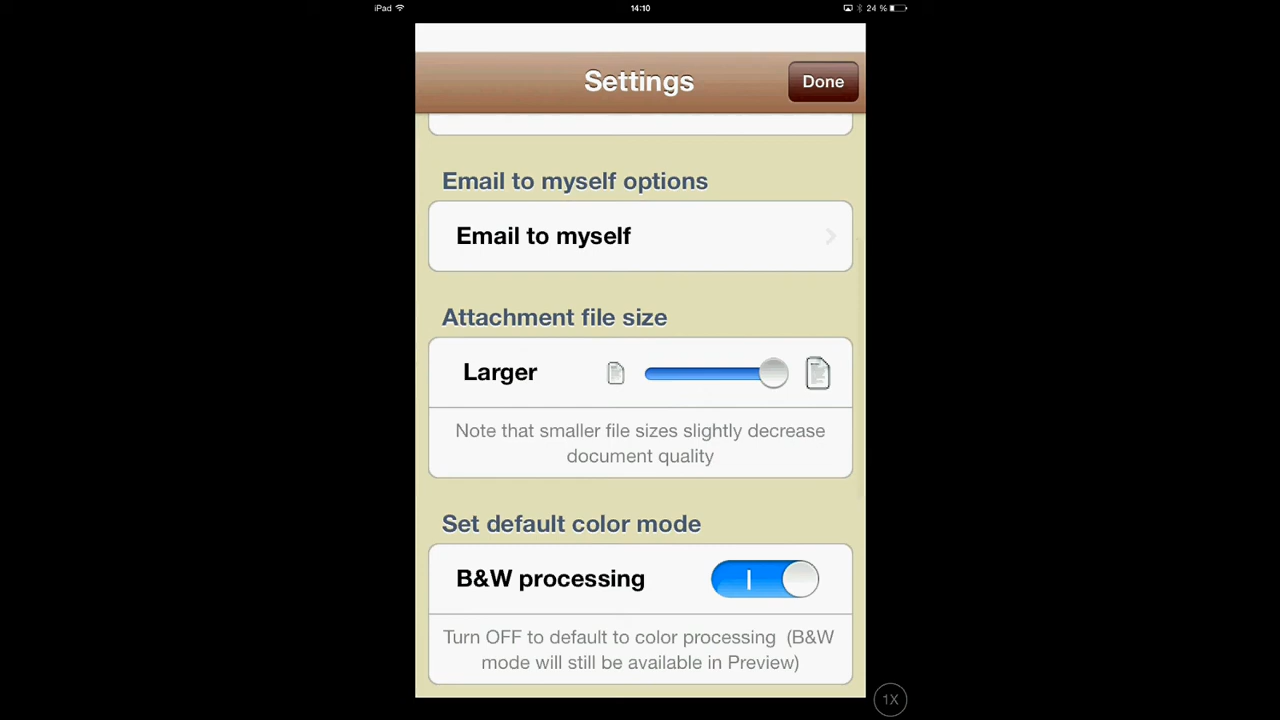 iPad 14:10 24 %
Settings Done
Email to myself options
Email to myself
Attachment file size
Larger
Note that smaller file sizes slightly decrease
document quality
Set default color mode
B&W processing
Turn OFF to default to color processing (B&W
mode will still be available in Preview)
1X